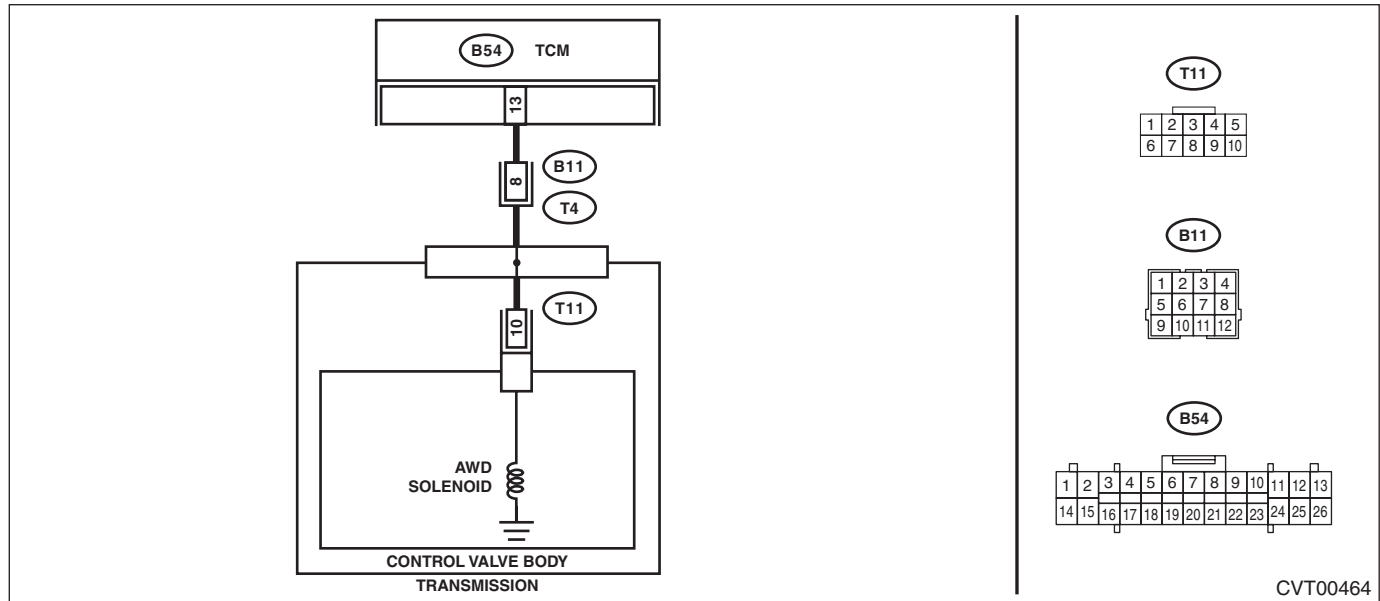 B54 TCM
13
B11
8
T4
T11
10
AWD
SOLENOID
CONTROL VALVE BODY
TRANSMISSION
T11
1 2 3 4 5
6 7 8 9 10
B11
1 2 3 4
5 6 7 8
9 10 11 12
B54
1 2 3 4 5 6 7 8 9 10 11 12 13
14 15 16 17 18 19 20 21 22 23 24 25 26
CVT00464